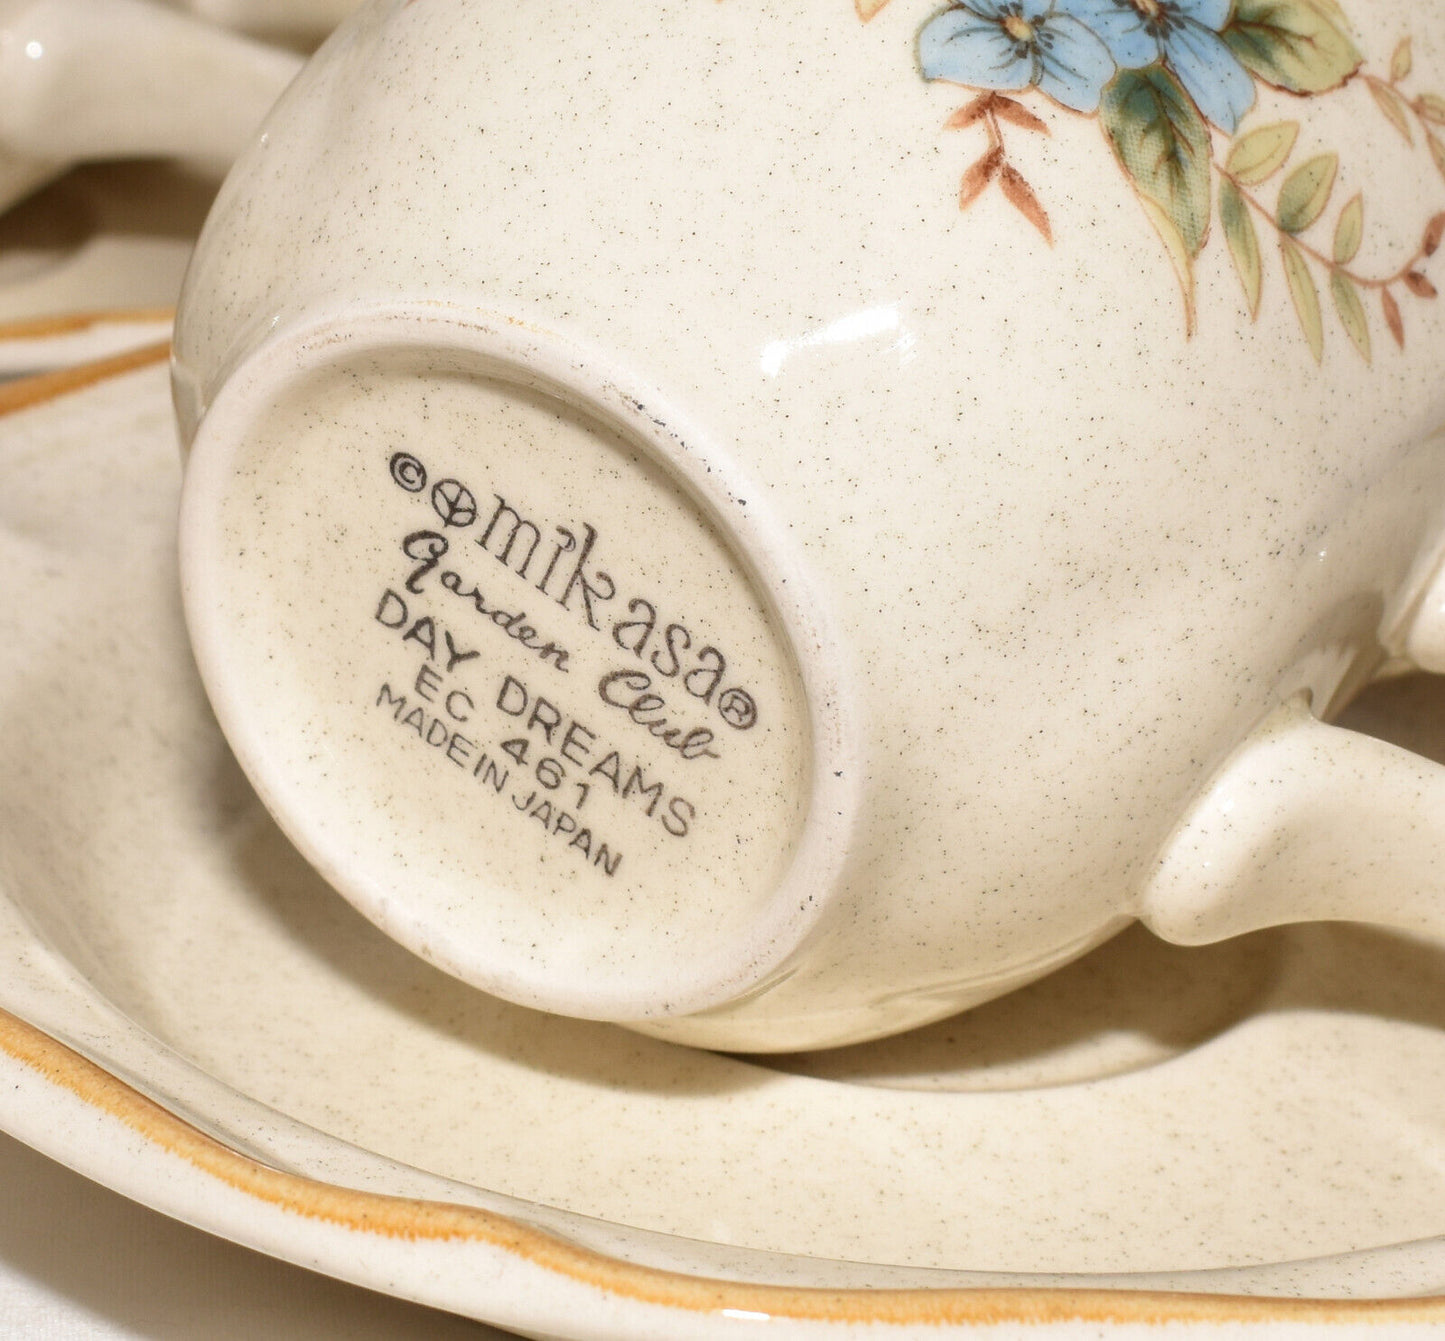 © mikasa®
Garden Club
DAY DREAMS
EC 461
MADE IN JAPAN